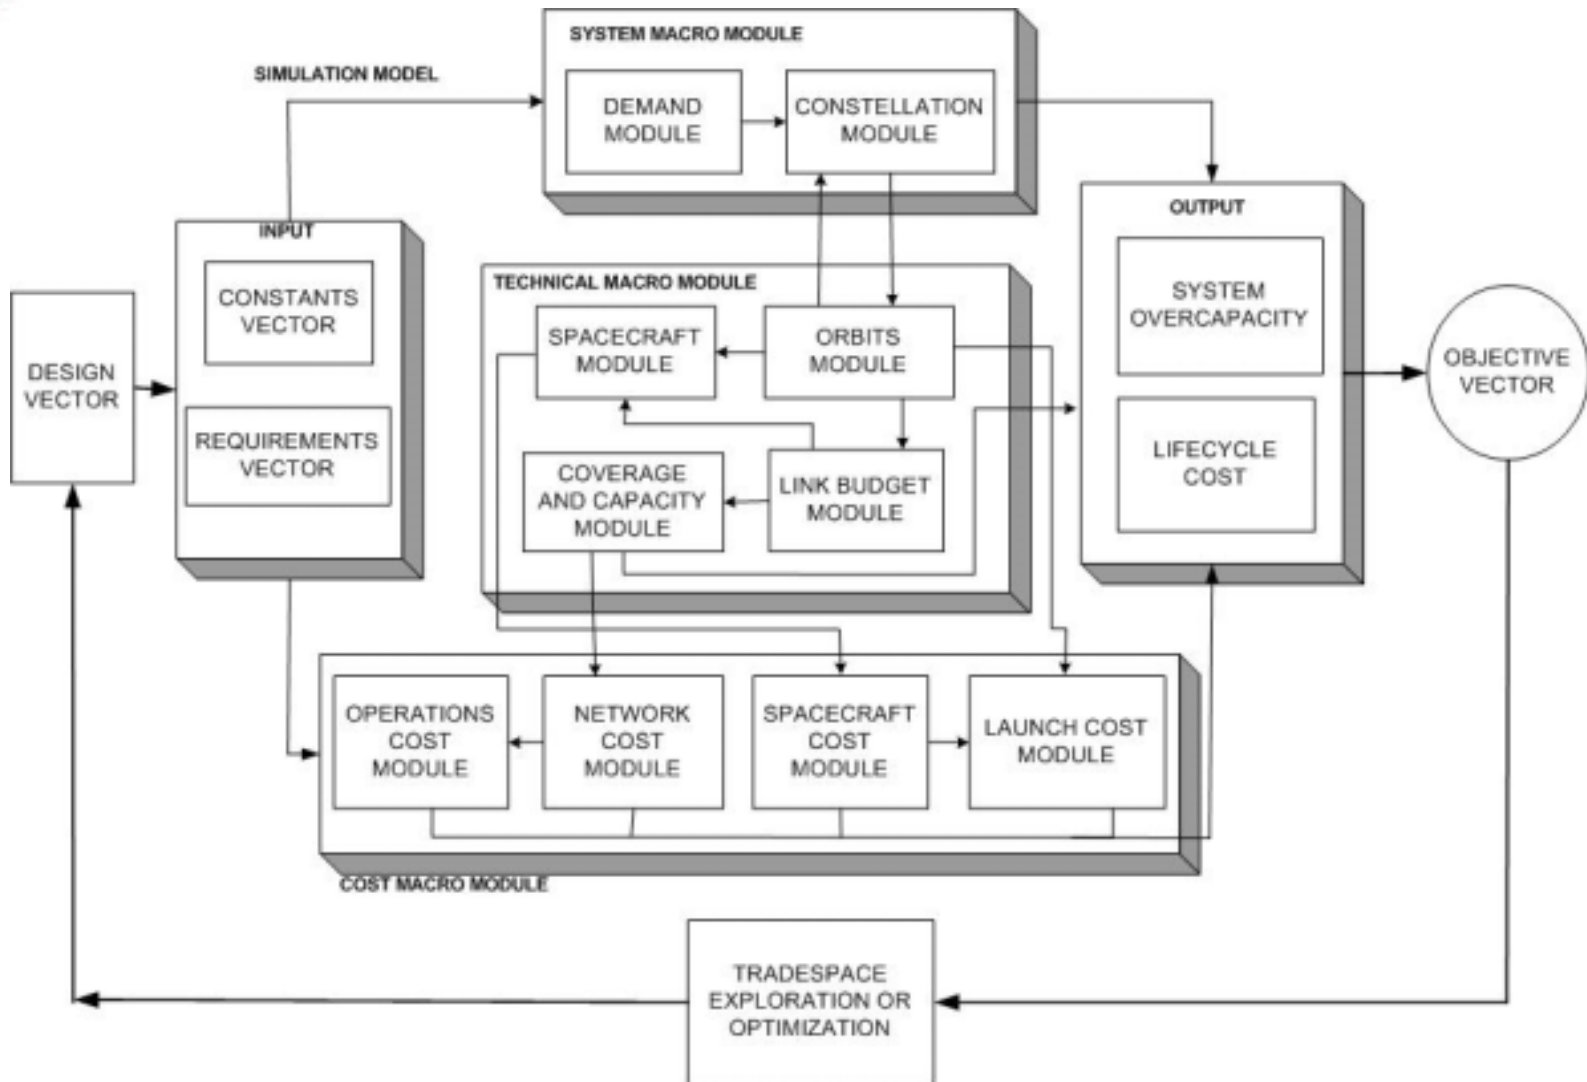 SYSTEM MACRO MODULE
SIMULATION MODEL
DEMAND
MODULE
CONSTELLATION
MODULE
INPUT
CONSTANTS
VECTOR
REQUIREMENTS
VECTOR
DESIGN
VECTOR
TECHNICAL MACRO MODULE
SPACECRAFT
MODULE
ORBITS
MODULE
COVERAGE
AND CAPACITY
MODULE
LINK BUDGET
MODULE
OUTPUT
SYSTEM
OVERCAPACITY
LIFECYCLE
COST
OBJECTIVE
VECTOR
OPERATIONS
COST
MODULE
NETWORK
COST
MODULE
SPACECRAFT
COST
MODULE
LAUNCH COST
MODULE
COST MACRO MODULE
TRADESPACE
EXPLORATION OR
OPTIMIZATION